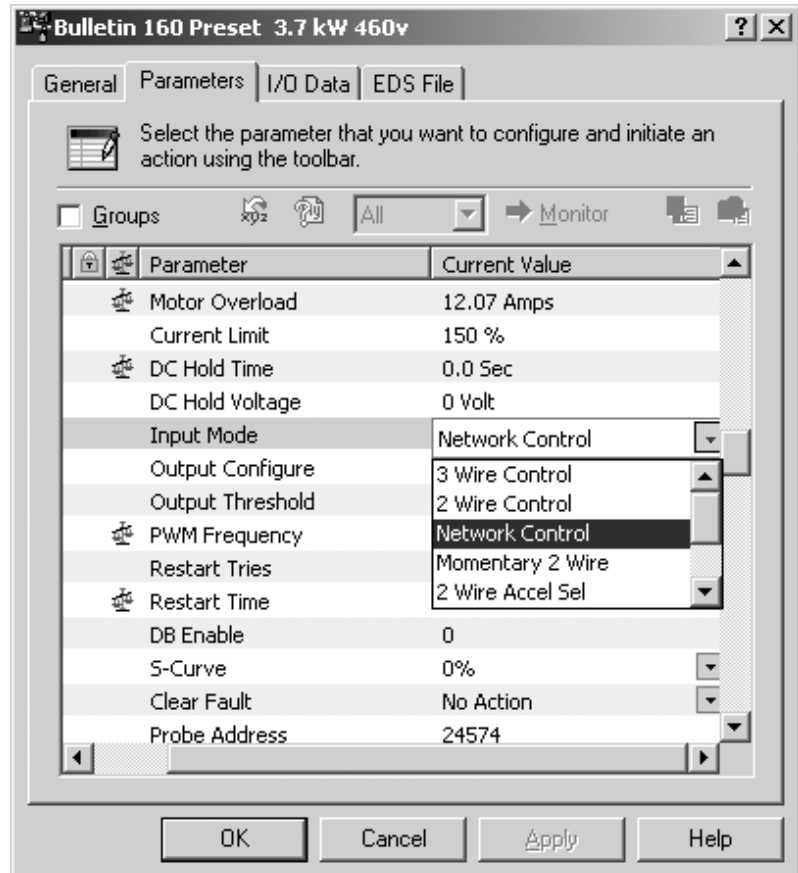 Bulletin 160 Preset 3.7 kW 460v
General Parameters I/O Data EDS File
Select the parameter that you want to configure and initiate an
action using the toolbar.
Groups All Monitor
Parameter Current Value
Motor Overload 12.07 Amps
Current Limit 150 %
DC Hold Time 0.0 Sec
DC Hold Voltage 0 Volt
Input Mode Network Control
Output Configure 3 Wire Control
Output Threshold 2 Wire Control
PWM Frequency Network Control
Restart Tries Momentary 2 Wire
Restart Time 2 Wire Accel Sel
DB Enable 0
S-Curve 0%
Clear Fault No Action
Probe Address 24574
OK Cancel Apply Help